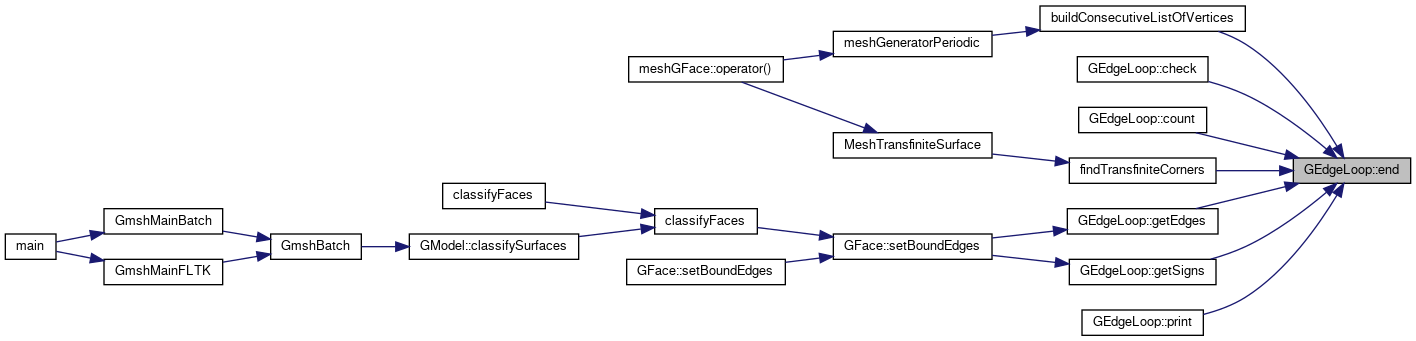 buildConsecutiveListOfVertices
meshGeneratorPeriodic
meshGFace::operator()
GEdgeLoop::check
GEdgeLoop::count
MeshTransfiniteSurface
findTransfiniteCorners
GEdgeLoop::end
classifyFaces
classifyFaces
GEdgeLoop::getEdges
GmshMainBatch
main
GmshBatch
GModel::classifySurfaces
GFace::setBoundEdges
GmshMainFLTK
GFace::setBoundEdges
GEdgeLoop::getSigns
GEdgeLoop::print